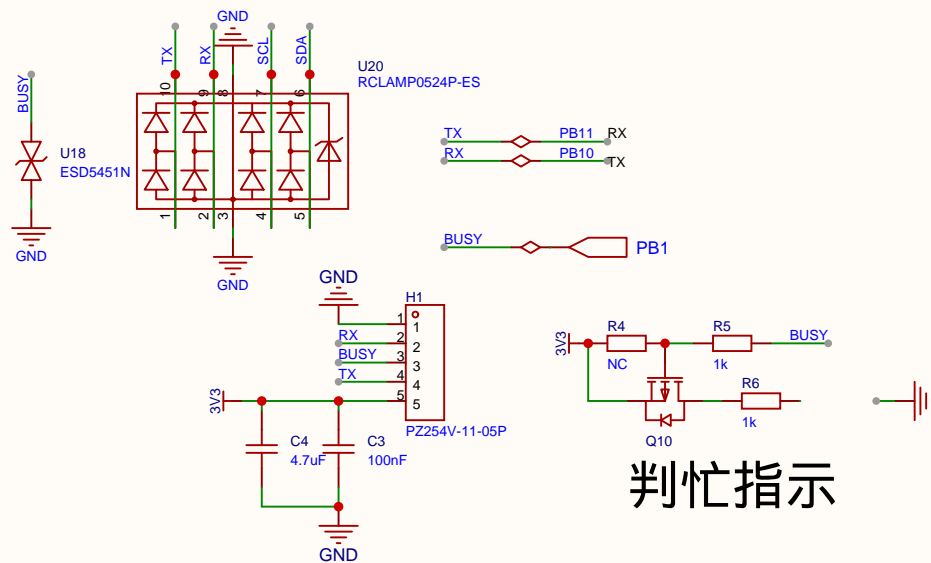 GND
TX
RX
SCL
SDA
U20
RCLAMP0524P-ES
10
9
8
7
6
1
2
3
4
5
GND
BUSY
U18
ESD5451N
GND
TX
PB11
RX
RX
PB10
TX
BUSY
PB1
GND
H1
1
1
RX
2
2
BUSY
3
3
TX
4
4
3V3
5
5
PZ254V-11-05P
C4
4.7uF
C3
100nF
GND
3V3
R4
NC
R5
1k
BUSY
R6
1k
Q10
判忙指示